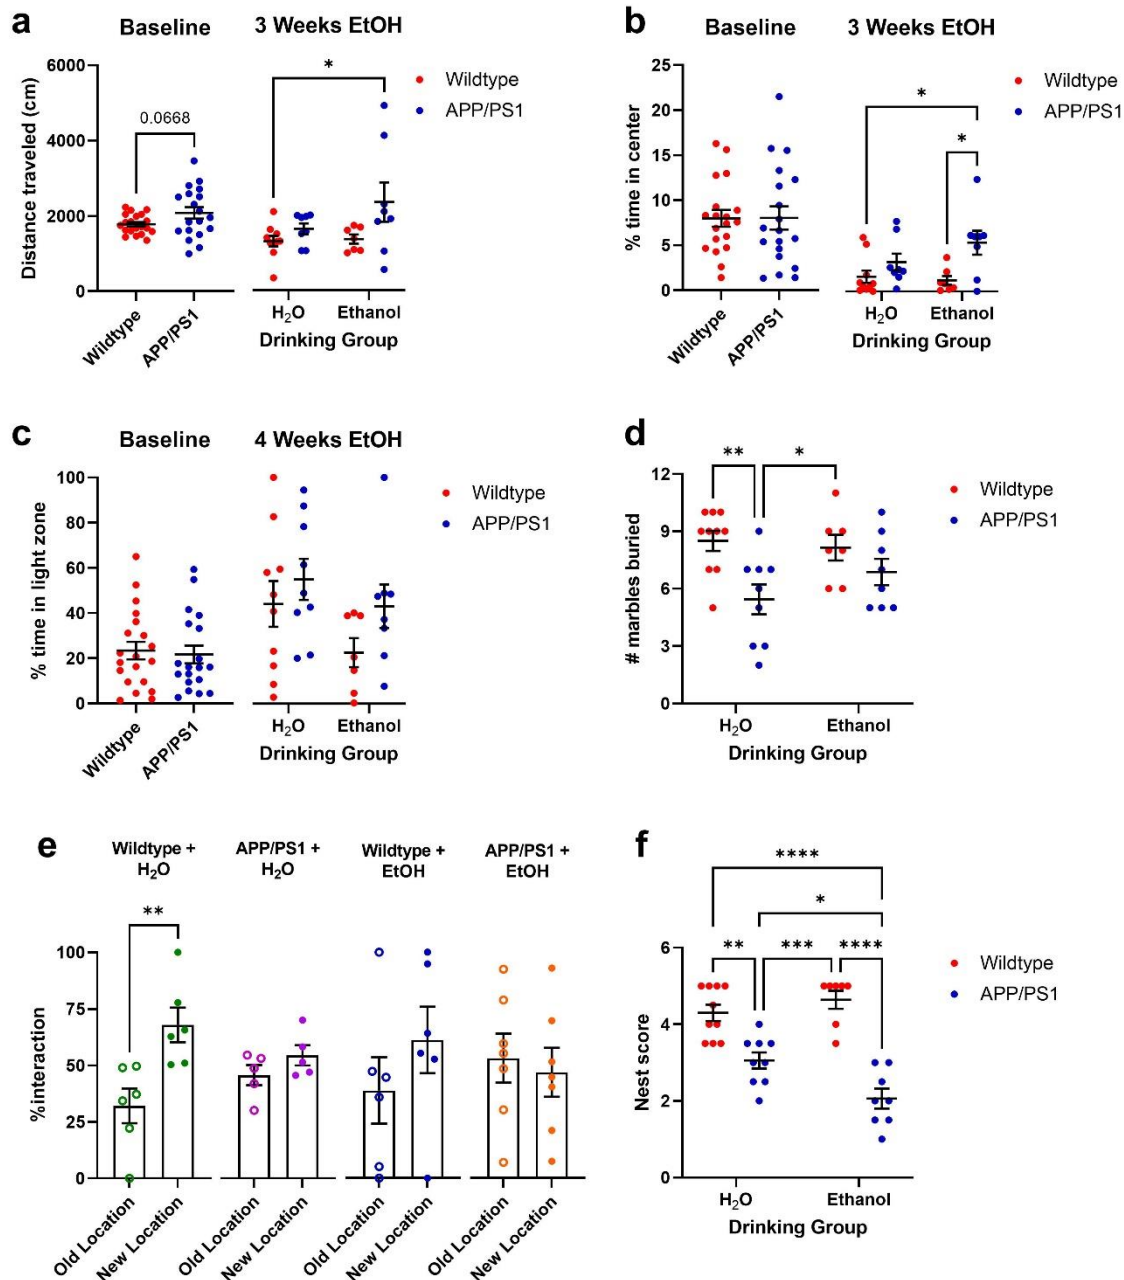 a
Baseline
3 Weeks EtOH
Distance traveled (cm)
6000
4000
2000
0
0.0668
*
Wildtype
APP/PS1
Wildtype
APP/PS1
H₂O
Ethanol
Drinking Group
b
Baseline
3 Weeks EtOH
% time in center
25
20
15
10
5
0
*
*
Wildtype
APP/PS1
Wildtype
APP/PS1
H₂O
Ethanol
Drinking Group
c
Baseline
4 Weeks EtOH
% time in light zone
100
80
60
40
20
0
Wildtype
APP/PS1
Wildtype
APP/PS1
H₂O
Ethanol
Drinking Group
d
# marbles buried
12
9
6
3
0
**
*
Wildtype
APP/PS1
H₂O
Ethanol
Drinking Group
e
Wildtype +
H₂O
APP/PS1 +
H₂O
Wildtype +
EtOH
APP/PS1 +
EtOH
**
%interaction
100
75
50
25
0
Old Location
New Location
Old Location
New Location
Old Location
New Location
Old Location
New Location
f
****
*
**
***
****
Nest score
6
4
2
0
Wildtype
APP/PS1
H₂O
Ethanol
Drinking Group